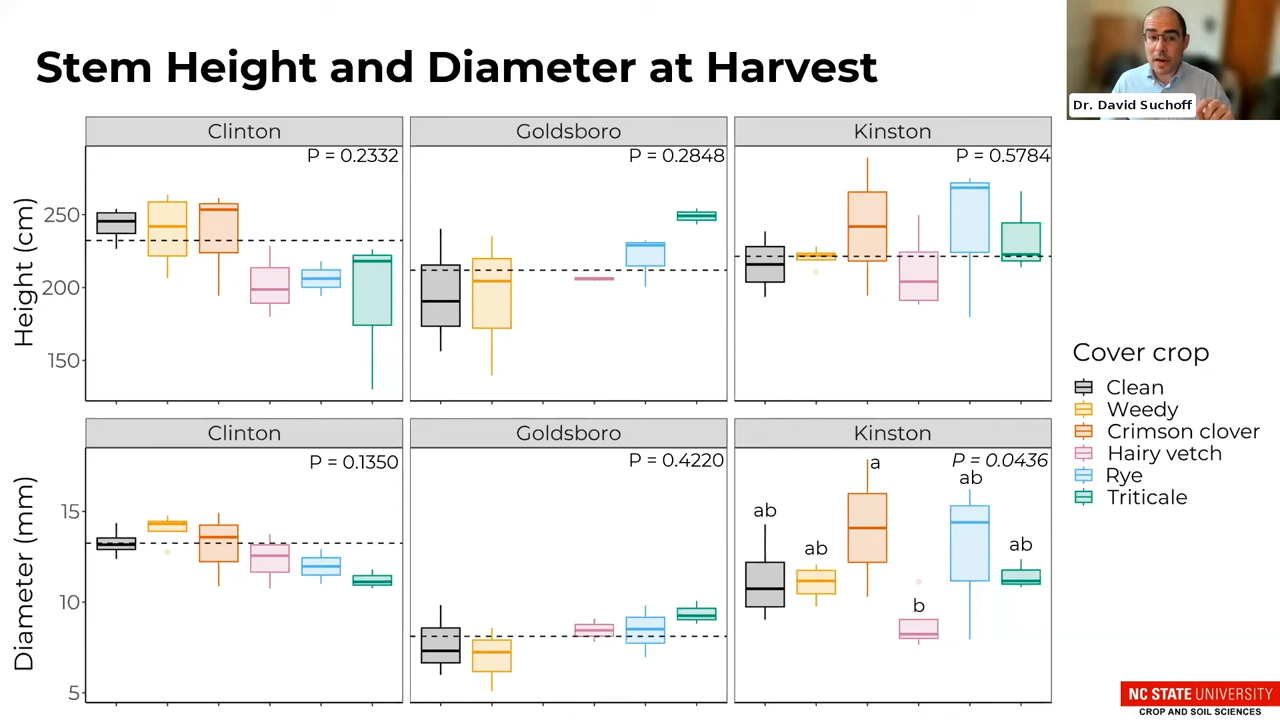 Stem Height and Diameter at Harvest
Dr. David Suchoff
Clinton
Goldsboro
Kinston
P = 0.2332
P = 0.2848
P = 0.5784
Height (cm)
250
200
150
Clinton
Goldsboro
Kinston
P = 0.1350
P = 0.4220
P = 0.0436
Diameter (mm)
15
10
5
ab
ab
a
b
ab
ab
Cover crop
Clean
Weedy
Crimson clover
Hairy vetch
Rye
Triticale
NC STATE UNIVERSITY
CROP AND SOIL SCIENCES